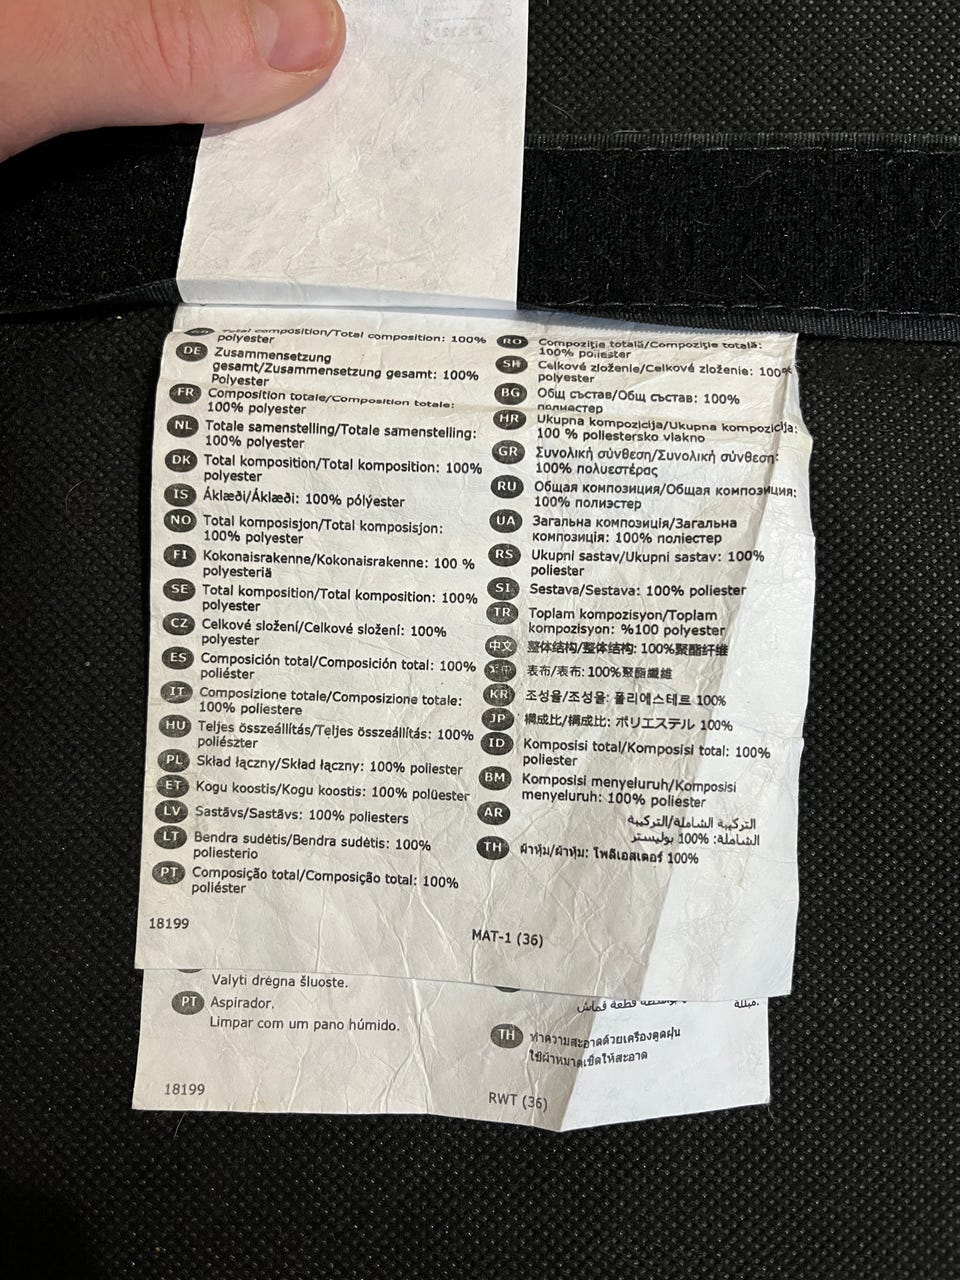 Total composition/Total composition: 100%
polyester
DE Zusammensetzung
gesamt/Zusammensetzung gesamt: 100%
Polyester
FR Composition totale/Composition totale:
100% polyester
NL Totale samenstelling/Totale samenstelling:
100% polyester
DK Total komposition/Total komposition: 100%
polyester
IS Áklæði/Áklæði: 100% pólýester
NO Total komposisjon/Total komposisjon:
100% polyester
FI Kokonaisrakenne/Kokonaisrakenne: 100 %
polyesteriä
SE Total komposition/Total komposition: 100%
polyester
CZ Celkové složení/Celkové složení: 100%
polyester
ES Composición total/Composición total: 100%
poliéster
IT Composizione totale/Composizione totale:
100% poliestere
HU Teljes összeállítás/Teljes összeállítás: 100%
poliészter
PL Skład łączny/Skład łączny: 100% poliester
ET Kogu koostis/Kogu koostis: 100% polüester
LV Sastāvs/Sastāvs: 100% poliesters
LT Bendra sudėtis/Bendra sudėtis: 100%
poliesterio
PT Composição total/Composição total: 100%
poliéster
18199
RO Compoziție totală/Compoziție totală:
100% poliester
SK Celkové zloženie/Celkové zloženie: 100%
polyester
BG Общ състав/Общ състав: 100%
полиестер
HR Ukupna kompozicija/Ukupna kompozicija:
100 % poliestersko vlakno
GR Συνολική σύνθεση/Συνολική σύνθεση:
100% πολυεστέρας
RU Общая композиция/Общая композиция:
100% полиэстер
UA Загальна композиція/Загальна
композиція: 100% поліестер
RS Ukupni sastav/Ukupni sastav: 100%
poliester
SI Sestava/Sestava: 100% poliester
TR Toplam kompozisyon/Toplam
kompozisyon: %100 polyester
中文 整体结构/整体结构: 100%聚酯纤维
表布/表布: 100%聚酯纖維
KR 조성율/조성율: 폴리에스테르 100%
JP 構成比/構成比: ポリエステル 100%
ID Komposisi total/Komposisi total: 100%
poliester
BM Komposisi menyeluruh/Komposisi
menyeluruh: 100% poliester
AR التركيبة الشاملة/التركيبة
الشاملة: 100% بوليستر
TH ผ้าหุ้ม/ผ้าหุ้ม: โพลีเอสเตอร์ 100%
MAT-1 (36)
Valyti drėgna šluoste.
PT Aspirador.
Limpar com um pano húmido.
18199
بواسطة قطعة قماش
مبللة.
TH ทำความสะอาดด้วยเครื่องดูดฝุ่น
ใช้ผ้าหมาดเช็ดให้สะอาด
RWT (36)